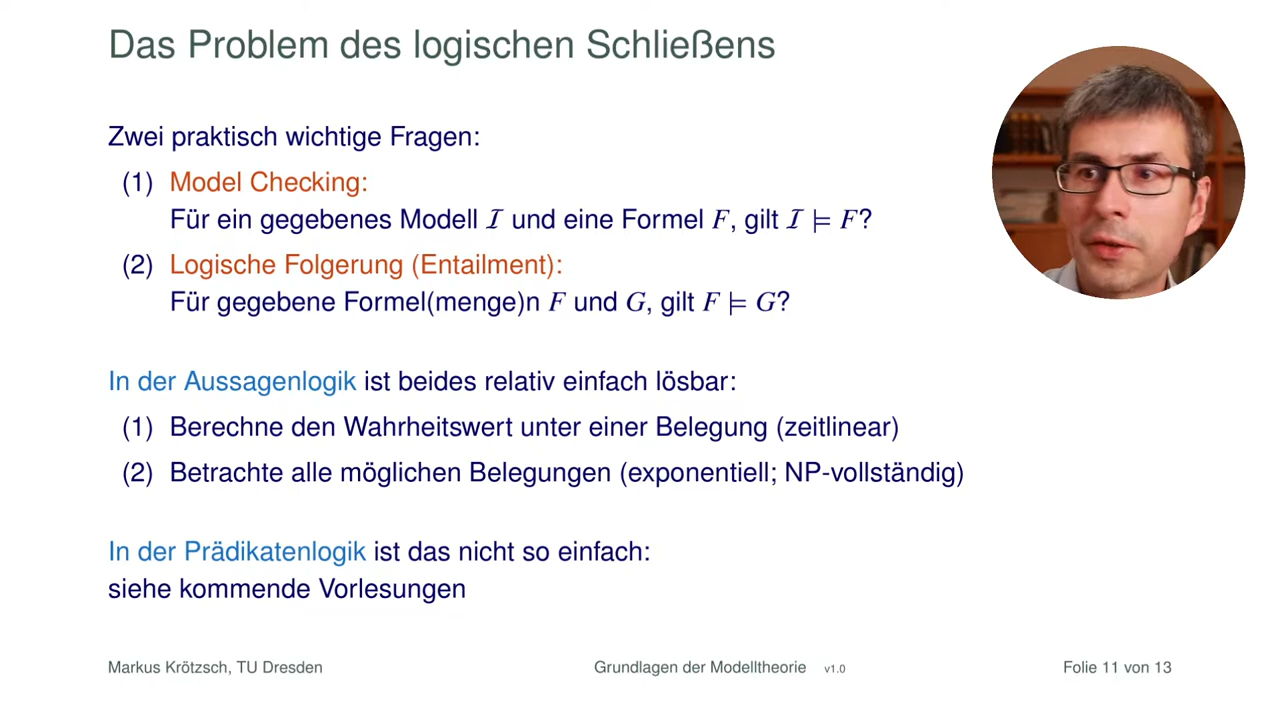 Das Problem des logischen Schließens
Zwei praktisch wichtige Fragen:
(1) Model Checking:
Für ein gegebenes Modell ℐ und eine Formel F, gilt ℐ ⊨ F?
(2) Logische Folgerung (Entailment):
Für gegebene Formel(menge)n F und G, gilt F ⊨ G?
In der Aussagenlogik ist beides relativ einfach lösbar:
(1) Berechne den Wahrheitswert unter einer Belegung (zeitlinear)
(2) Betrachte alle möglichen Belegungen (exponentiell; NP-vollständig)
In der Prädikatenlogik ist das nicht so einfach:
siehe kommende Vorlesungen
Markus Krötzsch, TU Dresden Grundlagen der Modelltheorie v1.0 Folie 11 von 13